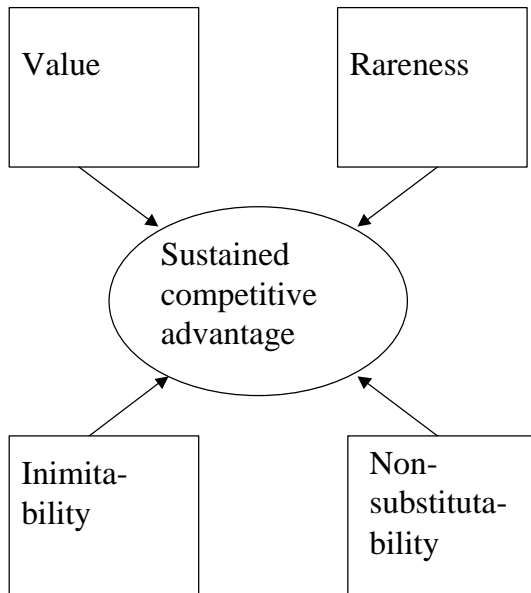 Value
Rareness
Sustained
competitive
advantage
Inimita-
bility
Non-
substituta-
bility